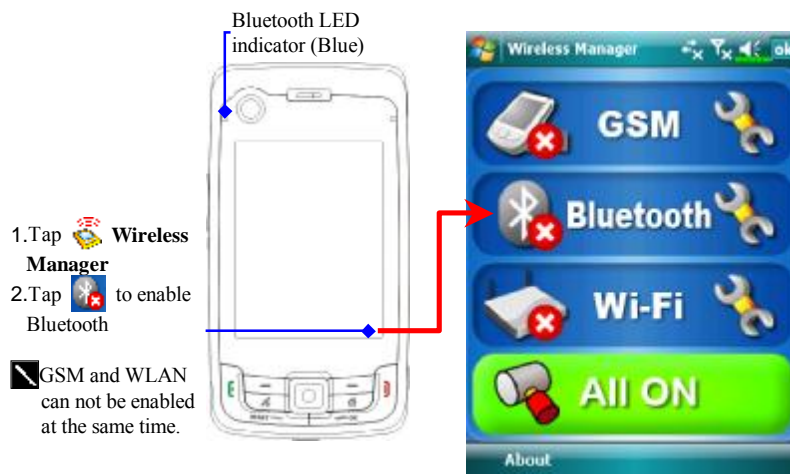 Bluetooth LED
indicator (Blue)
1.Tap Wireless
Manager
2.Tap to enable
Bluetooth
GSM and WLAN
can not be enabled
at the same time.
Wireless Manager ok
GSM
Bluetooth
Wi-Fi
All ON
About